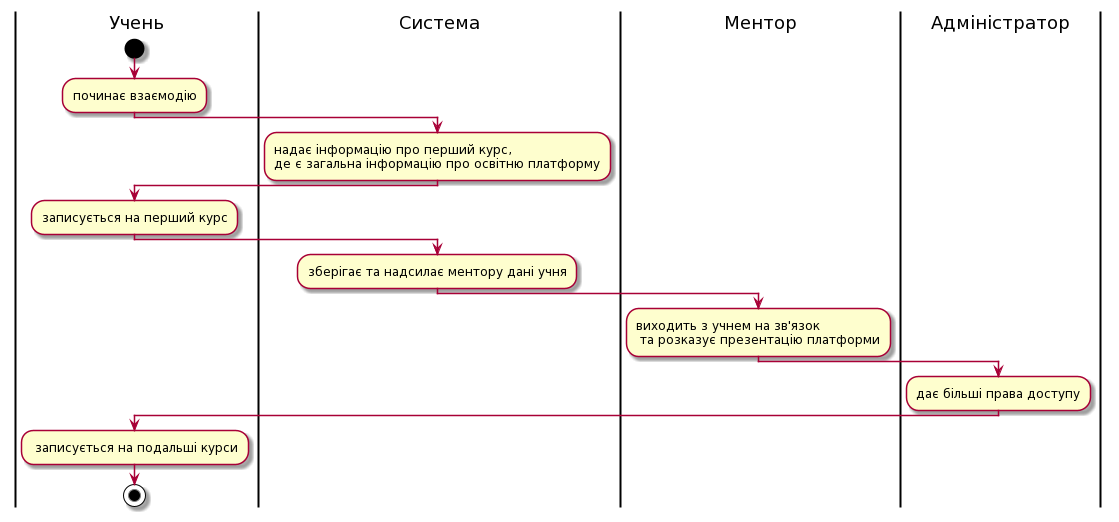 Учень
Система
Ментор
Адміністратор
починає взаємодію
надає інформацію про перший курс,
де є загальна інформацію про освітню платформу
записується на перший курс
зберігає та надсилає ментору дані учня
виходить з учнем на зв'язок
та розказує презентацію платформи
дає більші права доступу
записується на подальші курси